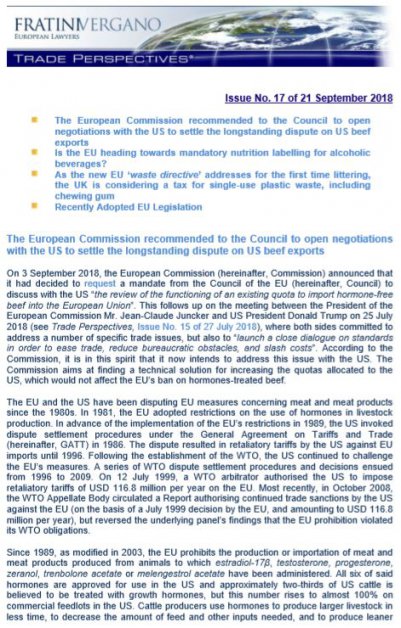 FRATINIVERGANO
EUROPEAN LAWYERS
TRADE PERSPECTIVES®
Issue No. 17 of 21 September 2018
The European Commission recommended to the Council to open
negotiations with the US to settle the longstanding dispute on US beef
exports
Is the EU heading towards mandatory nutrition labelling for alcoholic
beverages?
As the new EU 'waste directive' addresses for the first time littering,
the UK is considering a tax for single-use plastic waste, including
chewing gum
Recently Adopted EU Legislation
The European Commission recommended to the Council to open negotiations
with the US to settle the longstanding dispute on US beef exports
On 3 September 2018, the European Commission (hereinafter, Commission) announced that
it had decided to request a mandate from the Council of the EU (hereinafter, Council) to
discuss with the US "the review of the functioning of an existing quota to import hormone-free
beef into the European Union". This follows up on the meeting between the President of the
European Commission Mr. Jean-Claude Juncker and US President Donald Trump on 25 July
2018 (see Trade Perspectives, Issue No. 15 of 27 July 2018), where both sides committed to
address a number of specific trade issues, but also to "launch a close dialogue on standards
in order to ease trade, reduce bureaucratic obstacles, and slash costs". According to the
Commission, it is in this spirit that it now intends to address this issue with the US. The
Commission aims at finding a technical solution for increasing the quotas allocated to the
US, which would not affect the EU's ban on hormones-treated beef.
The EU and the US have been disputing EU measures concerning meat and meat products
since the 1980s. In 1981, the EU adopted restrictions on the use of hormones in livestock
production. In advance of the implementation of the EU's restrictions in 1989, the US invoked
dispute settlement procedures under the General Agreement on Tariffs and Trade
(hereinafter, GATT) in 1986. The dispute resulted in retaliatory tariffs by the US against EU
imports until 1996. Following the establishment of the WTO, the US continued to challenge
the EU's measures. A series of WTO dispute settlement procedures and decisions ensued
from 1996 to 2009. On 12 July 1999, a WTO arbitrator authorised the US to impose
retaliatory tariffs of USD 116.8 million per year on the EU. Most recently, in October 2008,
the WTO Appellate Body circulated a Report authorising continued trade sanctions by the US
against the EU (on the basis of a July 1999 decision by the EU, and amounting to USD 116.8
million per year), but reversed the underlying panel's findings that the EU prohibition violated
its WTO obligations.
Since 1989, as modified in 2003, the EU prohibits the production or importation of meat and
meat products produced from animals to which estradiol-17β, testosterone, progesterone,
zeranol, trenbolone acetate or melengestrol acetate have been administered. All six of said
hormones are approved for use in the US and approximately two-thirds of US cattle is
believed to be treated with growth hormones, but this number rises to almost 100% on
commercial feedlots in the US. Cattle producers use hormones to produce larger livestock in
less time, to decrease the amount of feed and other inputs needed, and to produce leaner